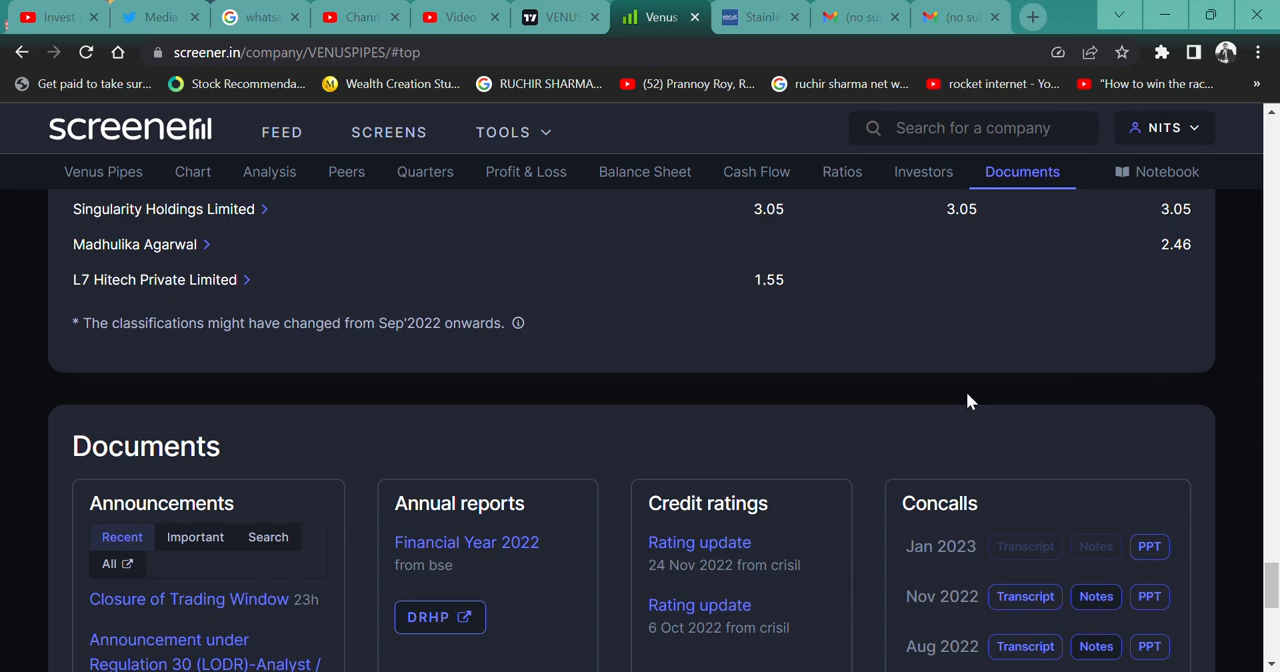 Invest
Media
whatsa
Chann
Video
VENUS
Venus
Stainle
(no su
(no su
screener.in/company/VENUSPIPES/#top
Get paid to take sur...
Stock Recommenda...
Wealth Creation Stu...
RUCHIR SHARMA...
(52) Prannoy Roy, R...
ruchir sharma net w...
rocket internet - Yo...
"How to win the rac...
»
screener
FEED
SCREENS
TOOLS
Search for a company
NITS
Venus Pipes
Chart
Analysis
Peers
Quarters
Profit & Loss
Balance Sheet
Cash Flow
Ratios
Investors
Documents
Notebook
Singularity Holdings Limited 3.05 3.05 3.05
Madhulika Agarwal 2.46
L7 Hitech Private Limited 1.55
* The classifications might have changed from Sep'2022 onwards.
Documents
Announcements
Recent Important Search
All
Closure of Trading Window 23h
Announcement under
Regulation 30 (LODR)-Analyst /
Annual reports
Financial Year 2022
from bse
DRHP
Credit ratings
Rating update
24 Nov 2022 from crisil
Rating update
6 Oct 2022 from crisil
Concalls
Jan 2023 Transcript Notes PPT
Nov 2022 Transcript Notes PPT
Aug 2022 Transcript Notes PPT